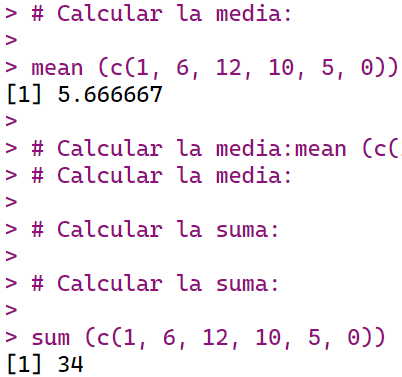 > # Calcular la media:
>
> mean (c(1, 6, 12, 10, 5, 0))
[1] 5.666667
>
> # Calcular la media:mean (c(
> # Calcular la media:
>
> # Calcular la suma:
>
> # Calcular la suma:
>
> sum (c(1, 6, 12, 10, 5, 0))
[1] 34